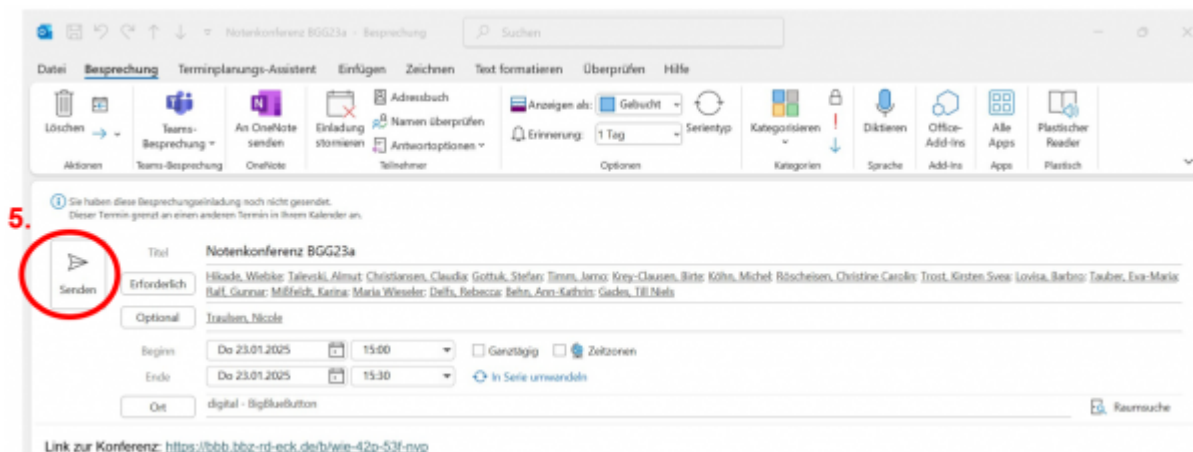 Notenkonferenz BGG23a - Besprechung
Suchen
Datei Besprechung Terminplanungs-Assistent Einfügen Zeichnen Text formatieren Überprüfen Hilfe
Löschen
Teams-Besprechung
An OneNote senden
Einladung stornieren
Adressbuch
Namen überprüfen
Antwortoptionen
Anzeigen als: Gebucht
Erinnerung: 1 Tag
Serientyp
Kategorisieren
Diktieren
Office-Add-Ins
Alle Apps
Plastischer Reader
Aktionen Teams-Besprechung OneNote Teilnehmer Optionen Kategorien Sprache Add-Ins Apps Plastisch
Sie haben diese Besprechungseinladung noch nicht gesendet.
Dieser Termin grenzt an einen anderen Termin in Ihrem Kalender an.
5.
Senden
Titel Notenkonferenz BGG23a
Erforderlich Hikade, Wiebke; Talevski, Almut; Christiansen, Claudia; Gottuk, Stefan; Timm, Jarno; Krey-Clausen, Birte; Köhn, Michel; Röscheisen, Christine Carolin; Trost, Kirsten Svea; Lovisa, Barbro; Tauber, Eva-Maria;
Ralf, Gunnar; Mißfeldt, Karina; Maria Wieseler; Delfs, Rebecca; Behn, Ann-Kathrin; Gades, Till Niels
Optional Traulsen, Nicole
Beginn Do 23.01.2025 15:00 Ganztägig Zeitzonen
Ende Do 23.01.2025 15:30 In Serie umwandeln
Ort digital - BigBlueButton Raumsuche
Link zur Konferenz: https://bbb.bbz-rd-eck.de/b/wie-42p-53f-nyp